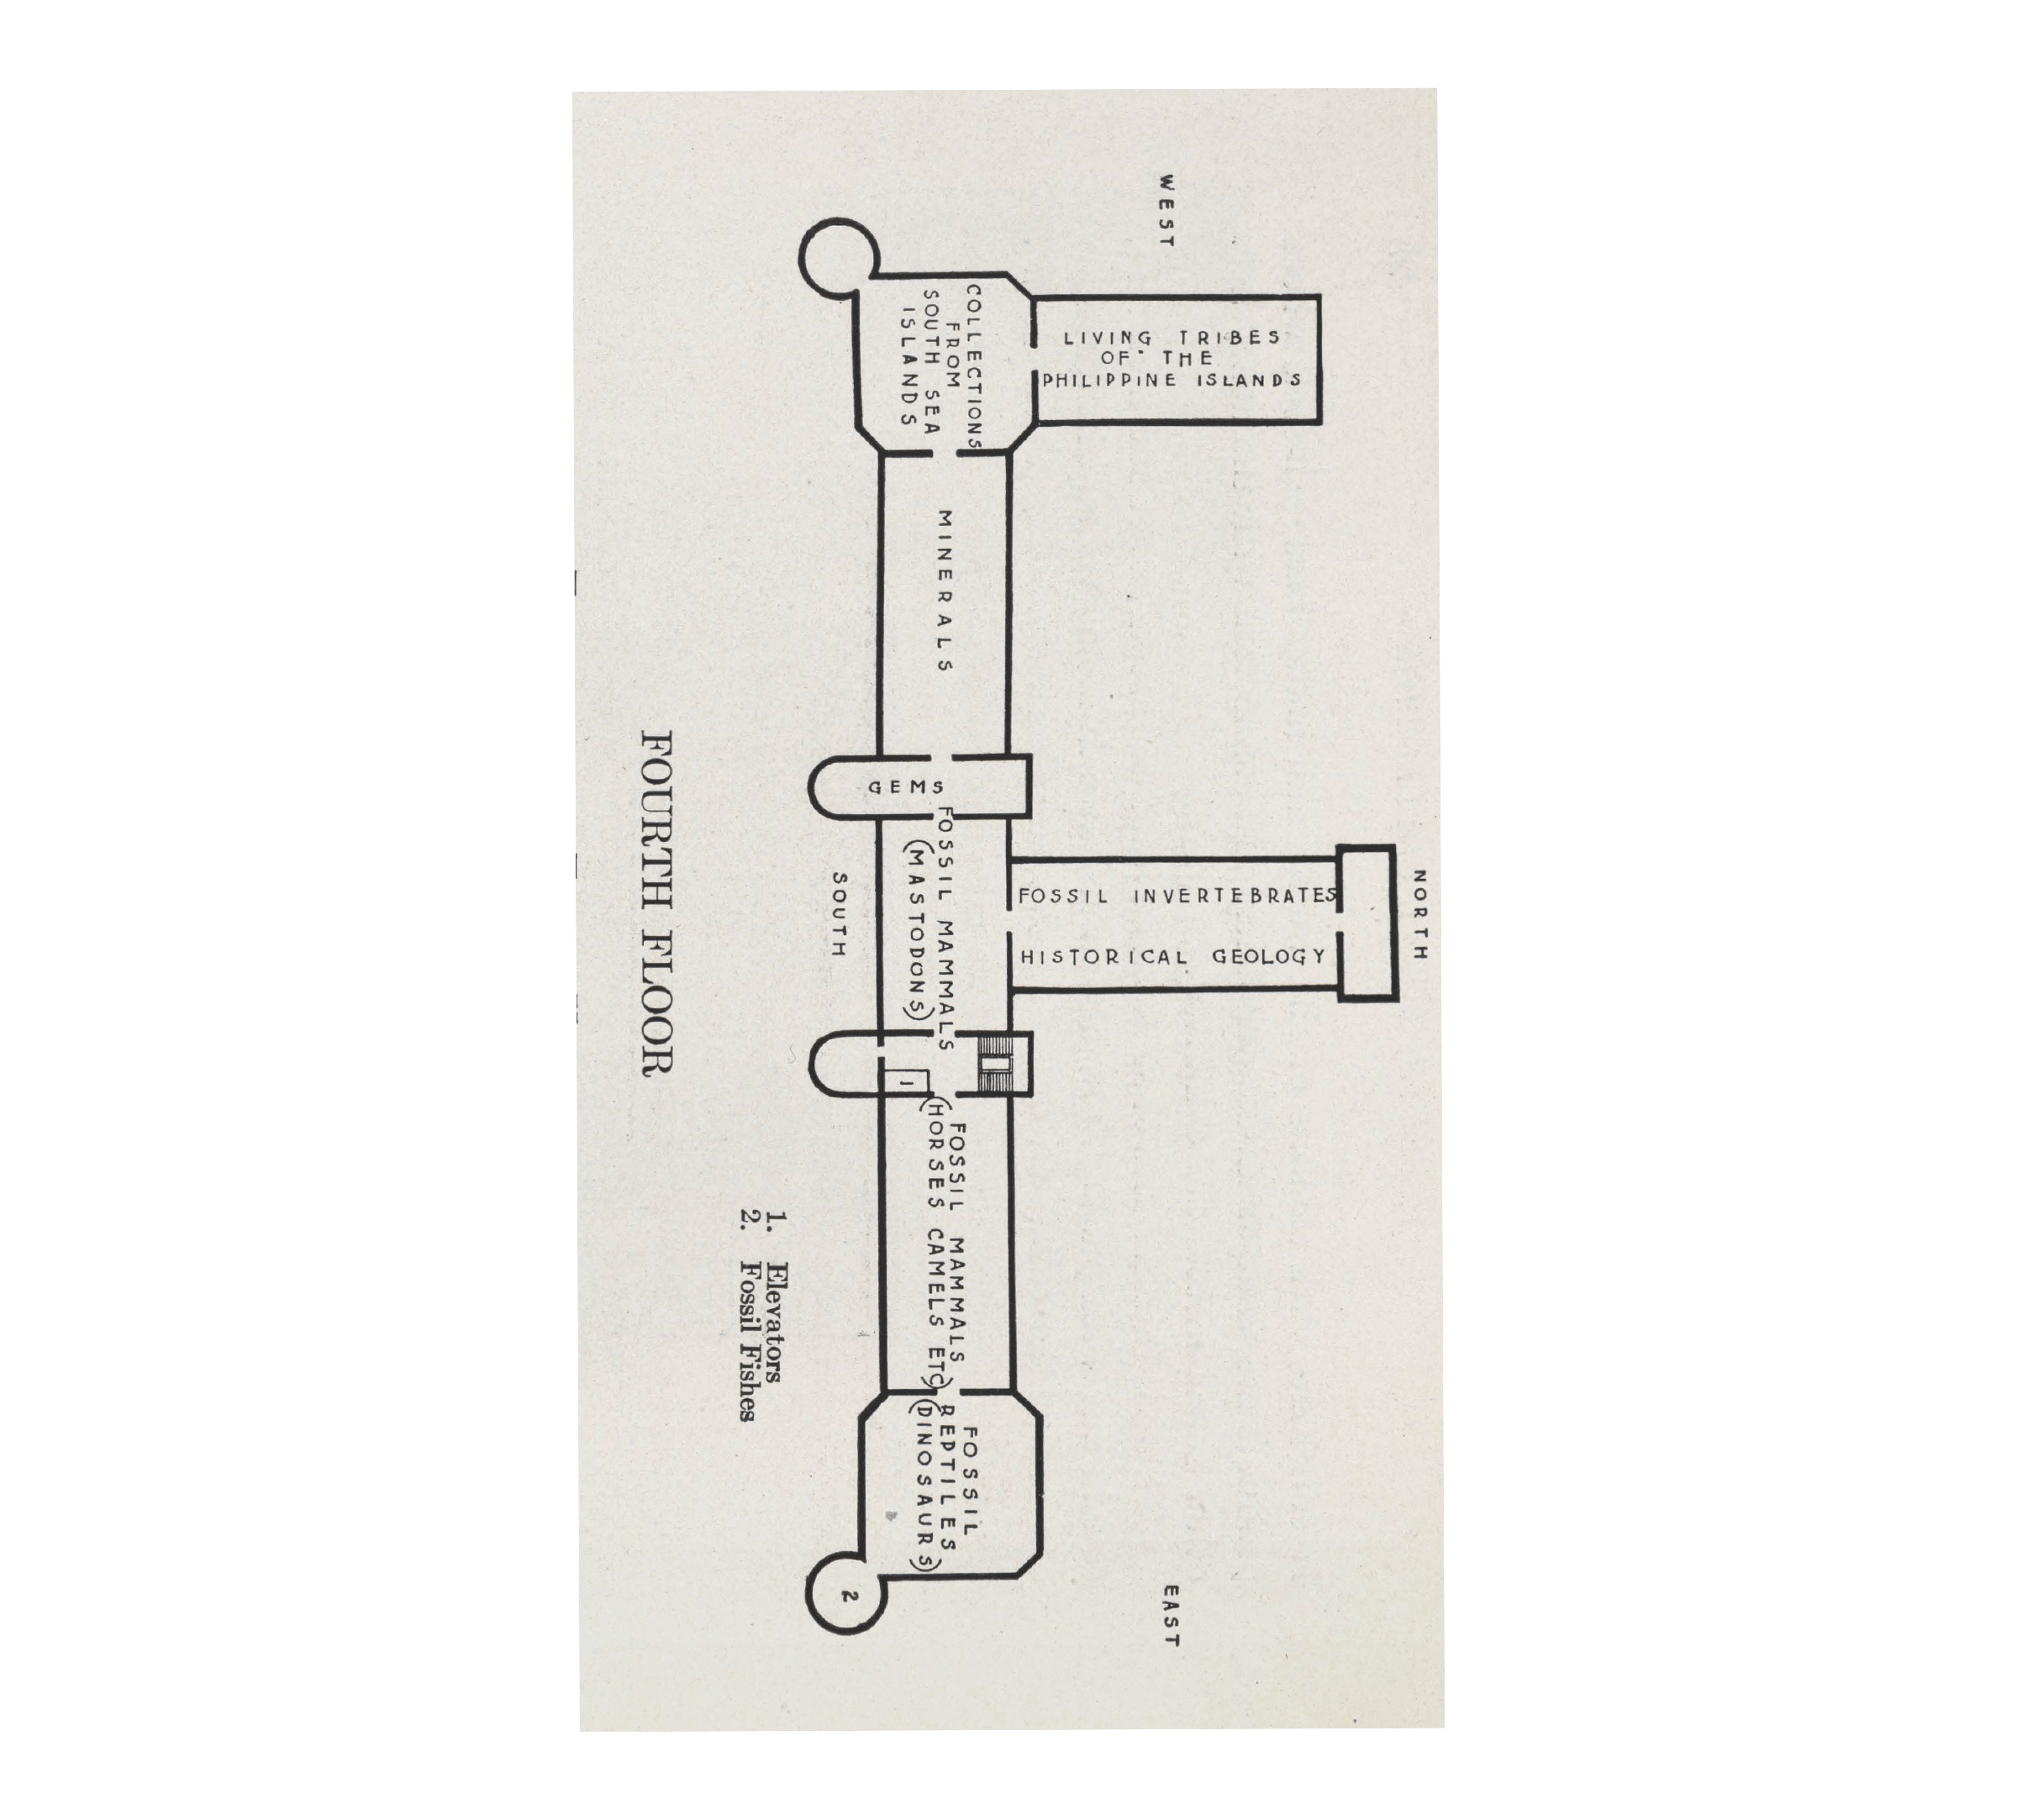 WEST
NORTH
EAST
SOUTH
LIVING TRIBES
OF THE
PHILIPPINE ISLANDS
COLLECTIONS
FROM
SOUTH SEA
ISLANDS
MINERALS
GEMS
FOSSIL MAMMALS
(MASTODONS)
FOSSIL INVERTEBRATES
HISTORICAL GEOLOGY
1
FOSSIL MAMMALS
(HORSES CAMELS ETC)
FOSSIL
REPTILES
(DINOSAURS)
2
1. Elevators
2. Fossil Fishes
FOURTH FLOOR